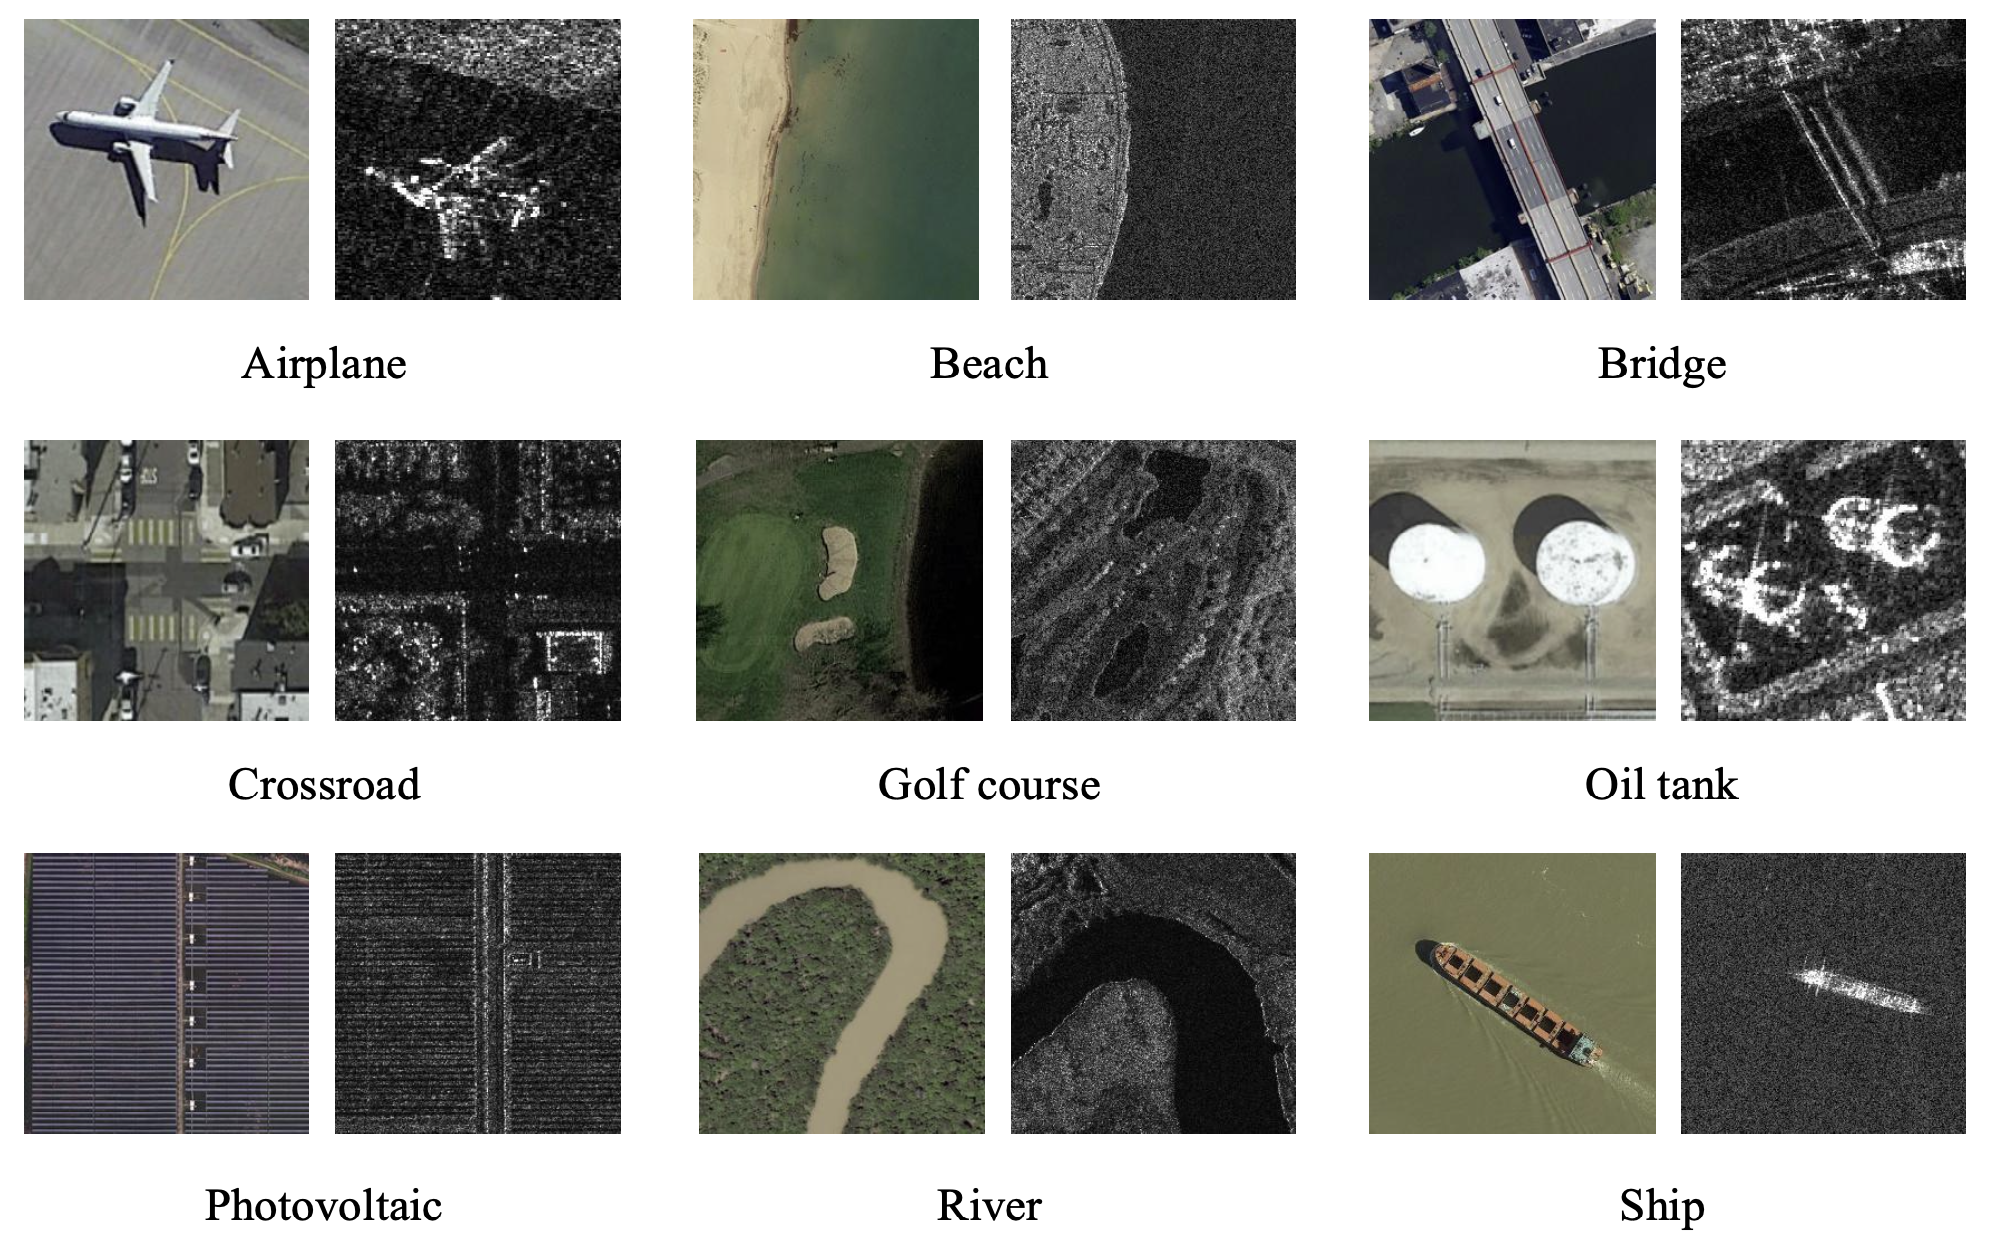 Airplane
Beach
Bridge
Crossroad
Golf course
Oil tank
Photovoltaic
River
Ship